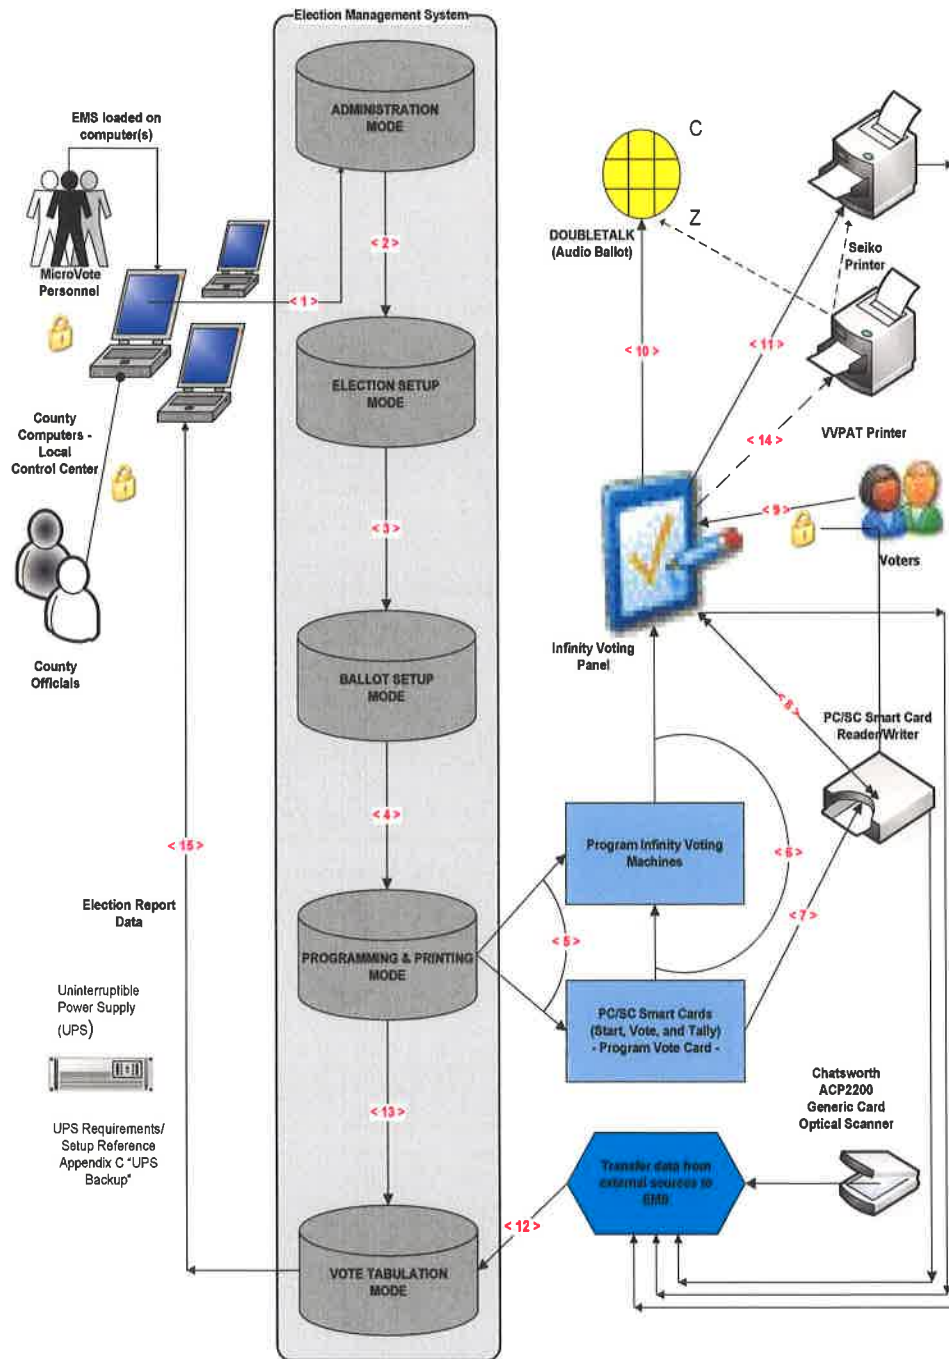 Election Management System
ADMINISTRATION
MODE
EMS loaded on
computer(s)
MicroVote
Personnel
< 1 >
< 2 >
C
Z
DOUBLETALK
(Audio Ballot)
Seiko
Printer
ELECTION SETUP
MODE
< 10 >
< 11 >
< 14 >
VVPAT Printer
County
Computers -
Local
Control Center
< 3 >
< 9 >
Voters
County
Officials
Infinity Voting
Panel
BALLOT SETUP
MODE
< 8 >
PC/SC Smart Card
Reader/Writer
< 4 >
Program Infinity Voting
Machines
< 6 >
< 7 >
< 15 >
Election Report
Data
PROGRAMMING & PRINTING
MODE
< 5 >
PC/SC Smart Cards
(Start, Vote, and Tally)
- Program Vote Card -
Uninterruptible
Power Supply
(UPS)
UPS Requirements/
Setup Reference
Appendix C "UPS
Backup"
< 13 >
Chatsworth
ACP2200
Generic Card
Optical Scanner
Transfer data from
external sources to
EMS
< 12 >
VOTE TABULATION
MODE